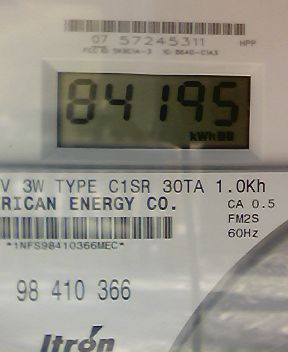 07 57245311 HPP
84195
kWh
V 3W TYPE C1SR 30TA 1.0Kh
RICAN ENERGY CO. CA 0.5
FM2S
*1NFS98410366MEC* 60Hz
98 410 366
Itron